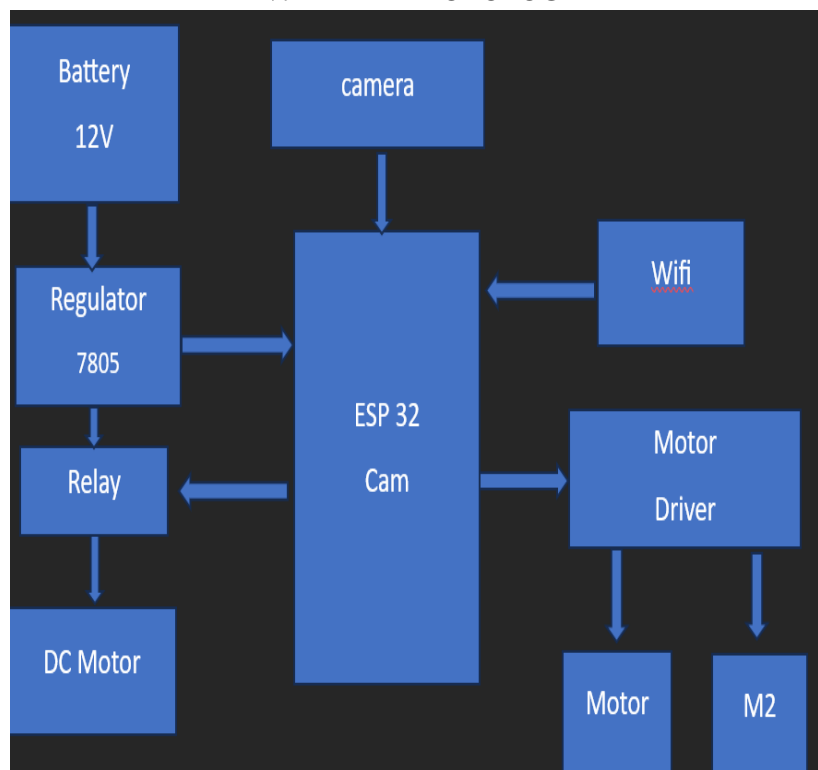 Battery
12V
camera
Wifi
Regulator
7805
ESP 32
Cam
Relay
Motor
Driver
DC Motor
Motor
M2